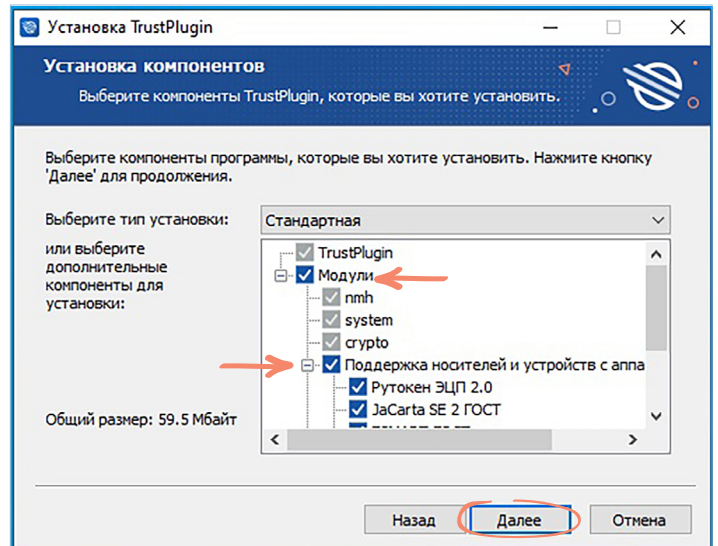 Установка TrustPlugin
Установка компонентов
Выберите компоненты TrustPlugin, которые вы хотите установить.
Выберите компоненты программы, которые вы хотите установить. Нажмите кнопку
'Далее' для продолжения.
Выберите тип установки:
Стандартная
или выберите
дополнительные
компоненты для
установки:
TrustPlugin
Модули
nmh
system
crypto
Поддержка носителей и устройств с аппа
Рутокен ЭЦП 2.0
JaCarta SE 2 ГОСТ
Общий размер: 59.5 Мбайт
Назад
Далее
Отмена